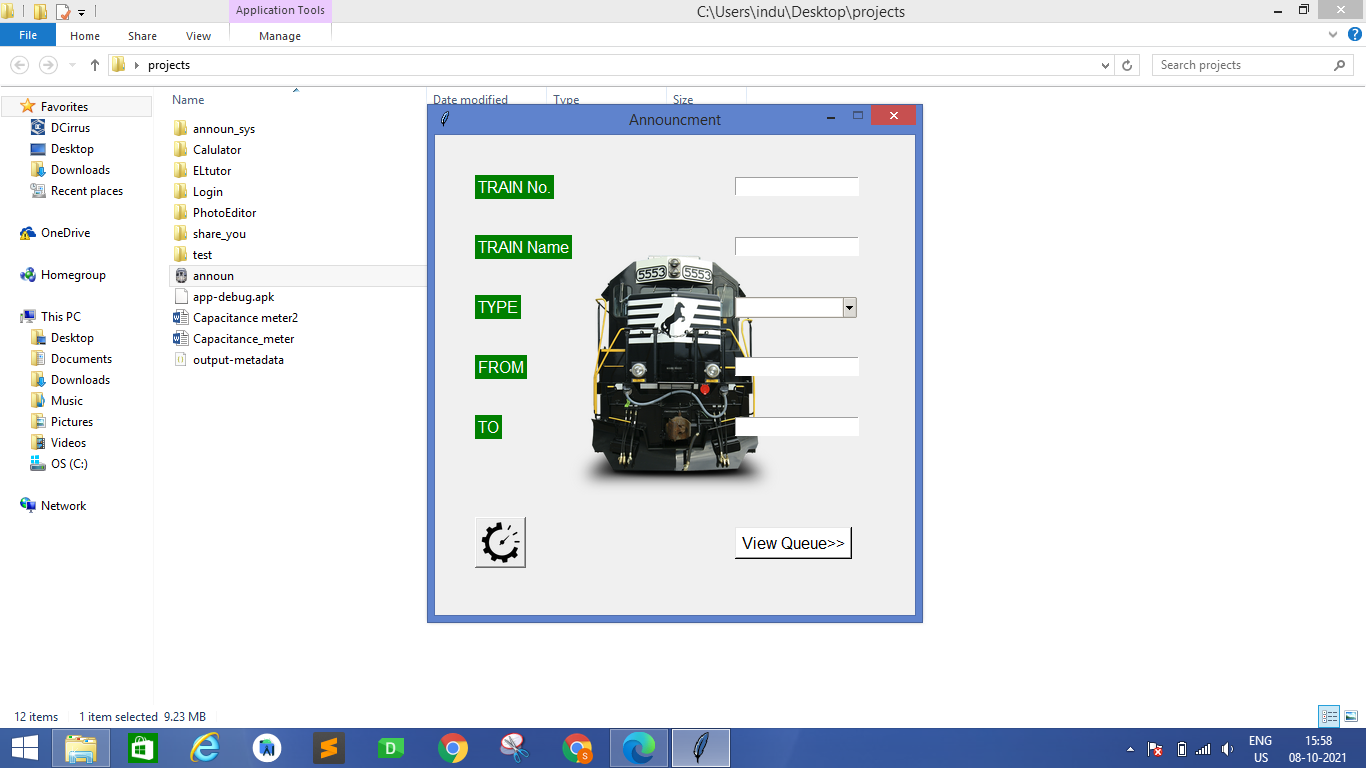 Application Tools
C:\Users\indu\Desktop\projects
File Home Share View Manage
projects
Search projects
Name Date modified Type Size
Favorites
DCirrus
Desktop
Downloads
Recent places
OneDrive
Homegroup
This PC
Desktop
Documents
Downloads
Music
Pictures
Videos
OS (C:)
Network
announ_sys
Calulator
ELtutor
Login
PhotoEditor
share_you
test
announ
app-debug.apk
Capacitance meter2
Capacitance_meter
output-metadata
Announcment
TRAIN No.
TRAIN Name
5553 5553
TYPE
FROM
TO
View Queue>>
12 items 1 item selected 9.23 MB
ENG
US
15:58
08-10-2021